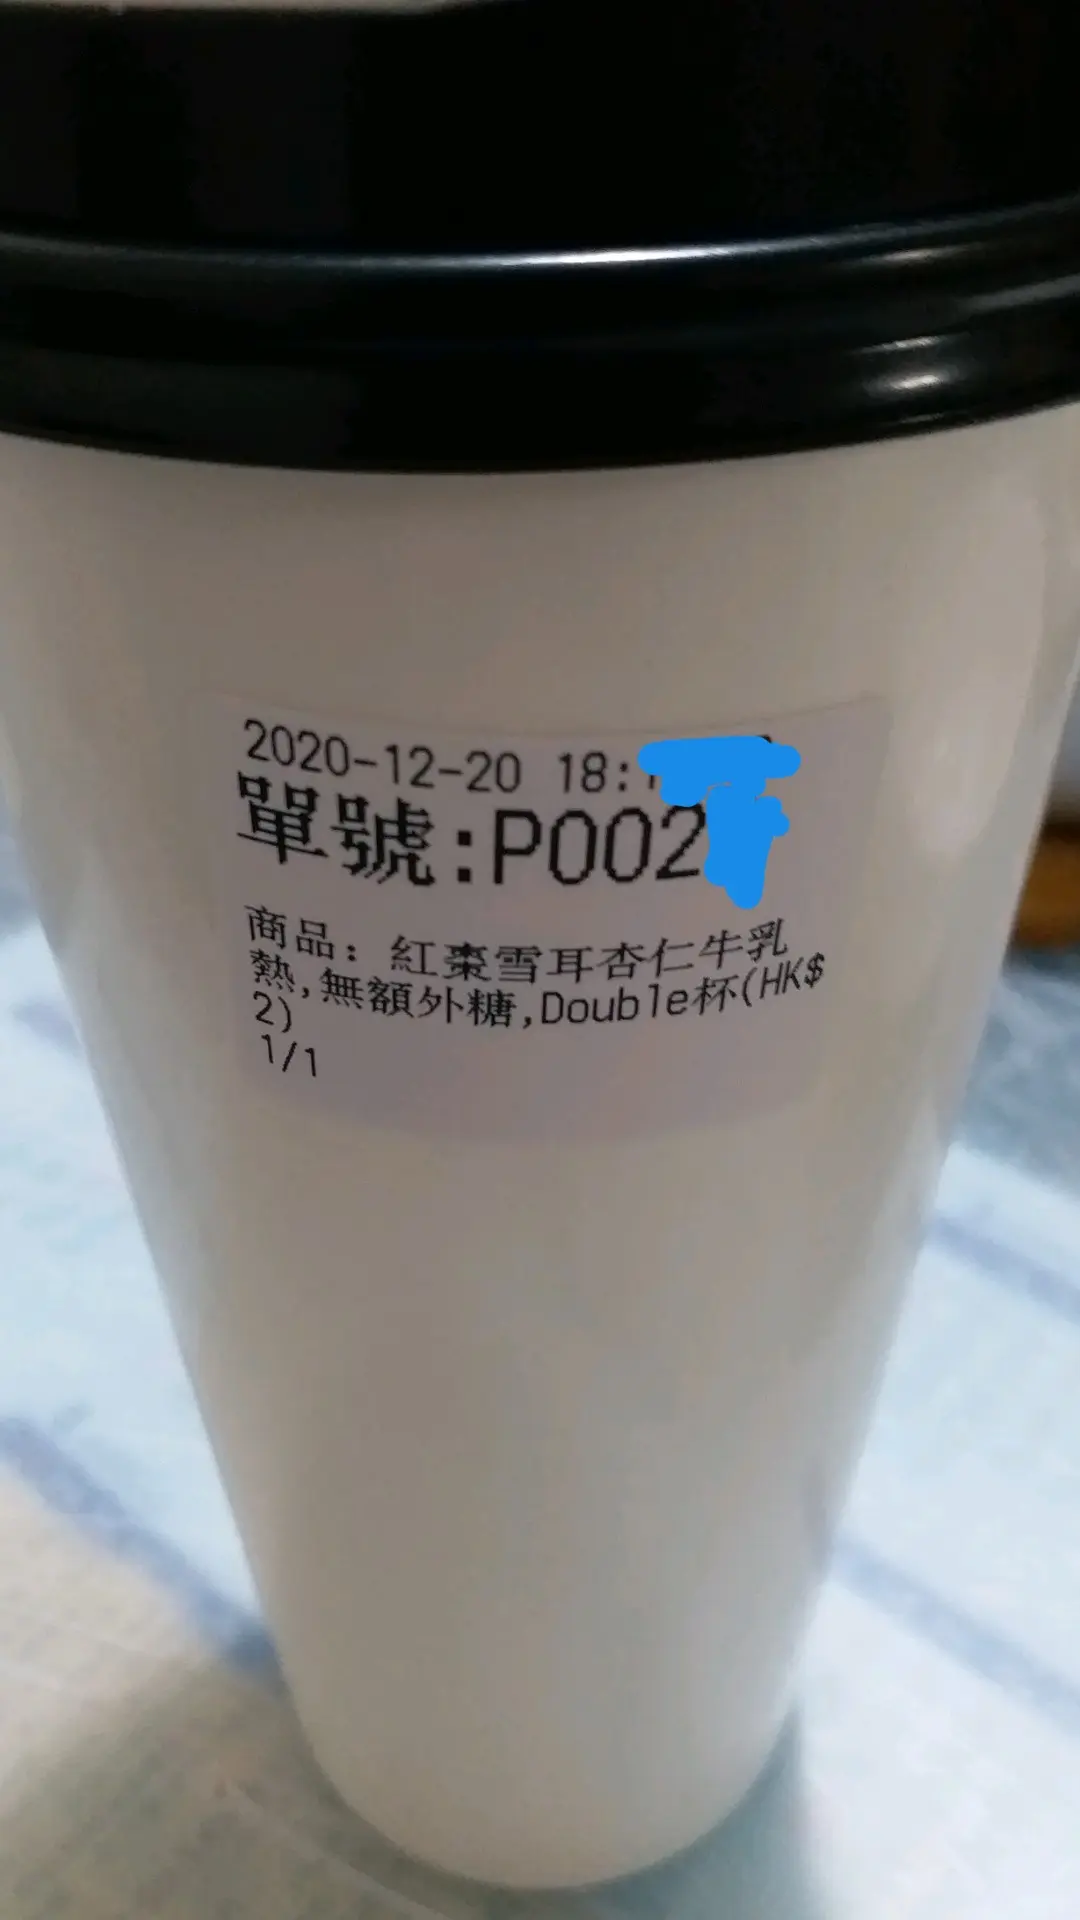 2020-12-20 18:
單號:P002
商品: 紅棗雪耳杏仁牛乳
熱,無額外糖,Double杯(HK$
2)
1/1